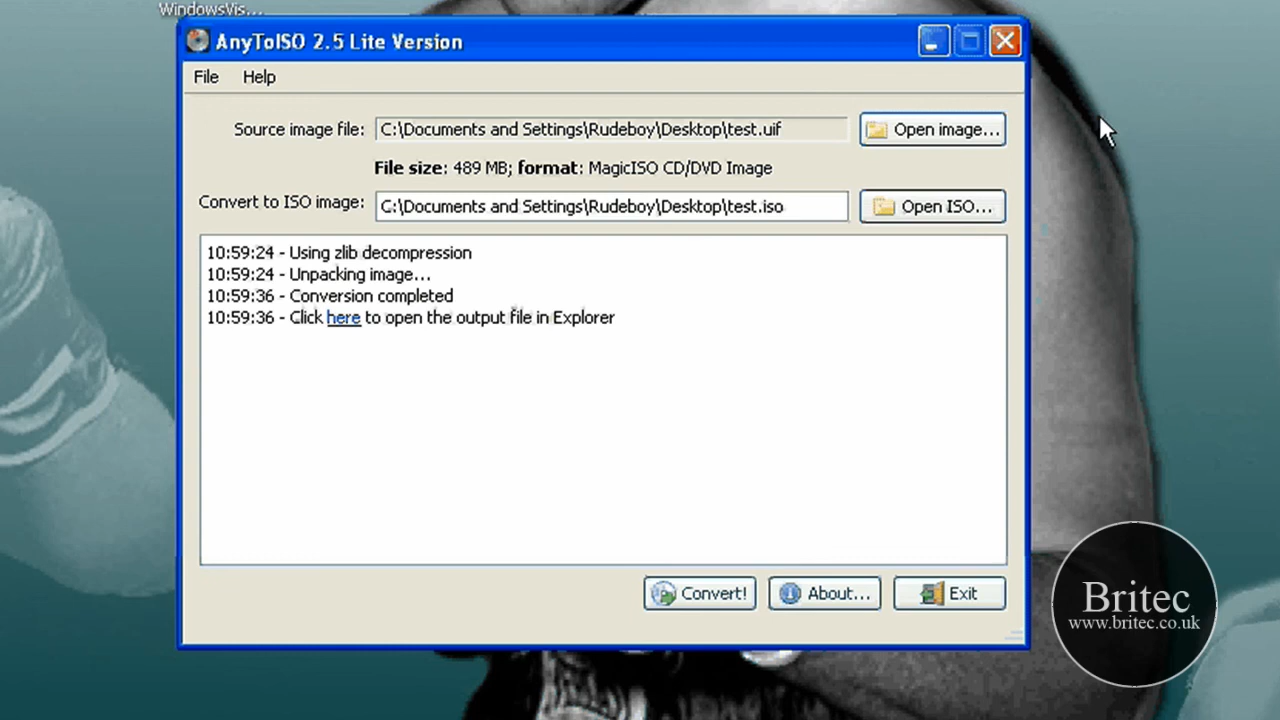 WindowsVis...
AnyToISO 2.5 Lite Version
File Help
Source image file: C:\Documents and Settings\Rudeboy\Desktop\test.uif Open image...
File size: 489 MB; format: MagicISO CD/DVD Image
Convert to ISO image: C:\Documents and Settings\Rudeboy\Desktop\test.iso Open ISO...
10:59:24 - Using zlib decompression
10:59:24 - Unpacking image...
10:59:36 - Conversion completed
10:59:36 - Click here to open the output file in Explorer
Convert! About... Exit
Britec
www.britec.co.uk